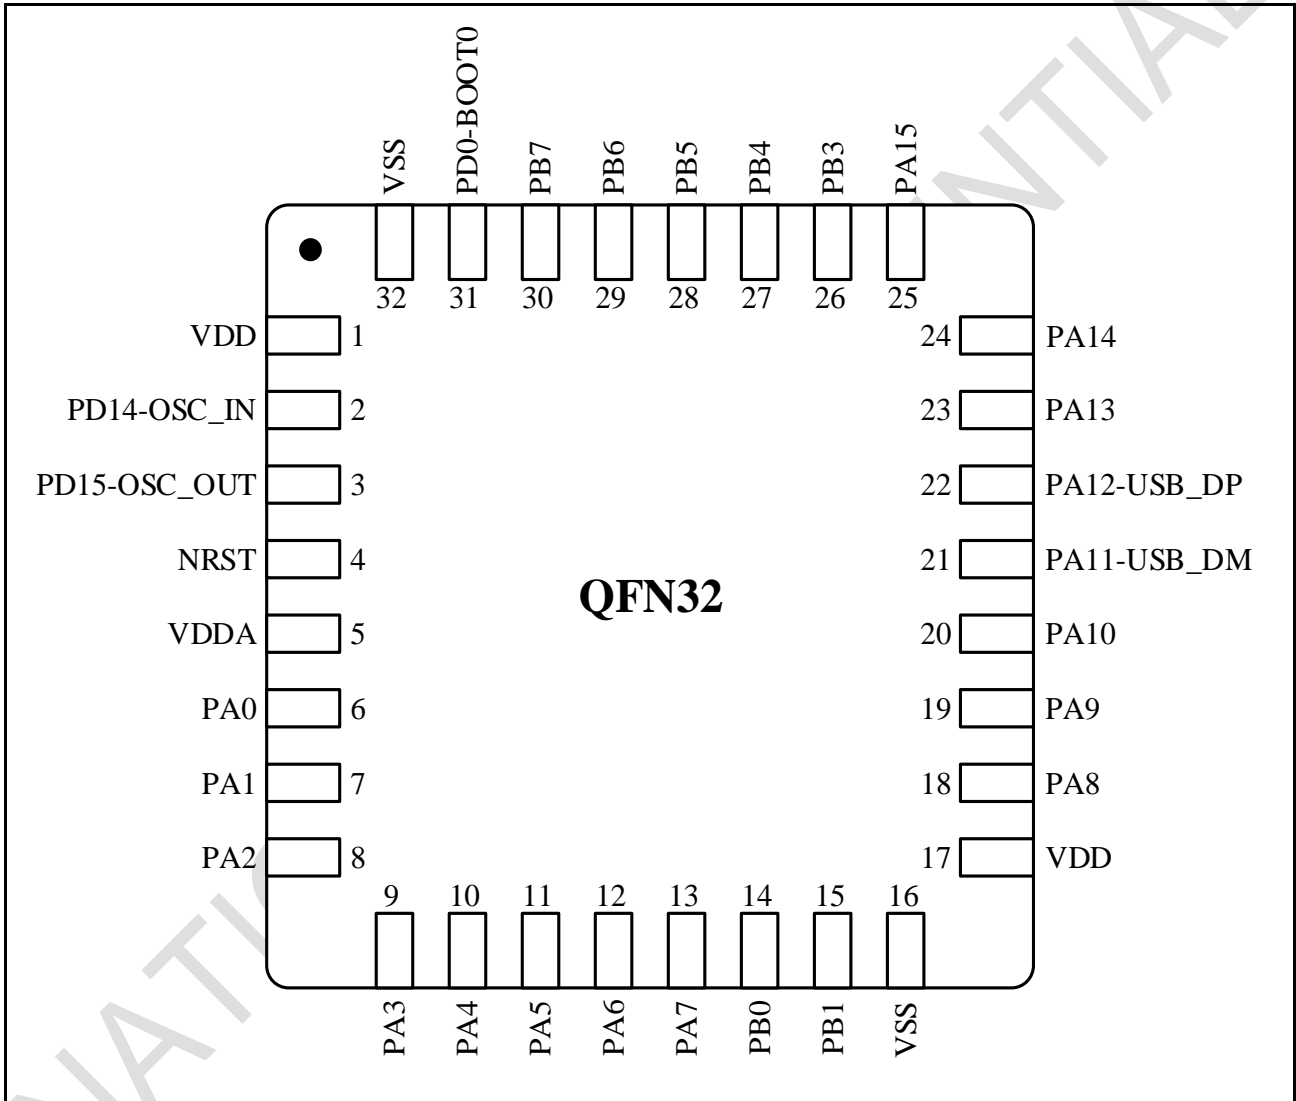 VSS
PD0-BOOT0
PB7
PB6
PB5
PB4
PB3
PA15
32
31
30
29
28
27
26
25
VDD 1
24 PA14
PD14-OSC_IN 2
23 PA13
PD15-OSC_OUT 3
22 PA12-USB_DP
NRST 4
21 PA11-USB_DM
QFN32
VDDA 5
20 PA10
PA0 6
19 PA9
PA1 7
18 PA8
PA2 8
17 VDD
9
10
11
12
13
14
15
16
PA3
PA4
PA5
PA6
PA7
PB0
PB1
VSS